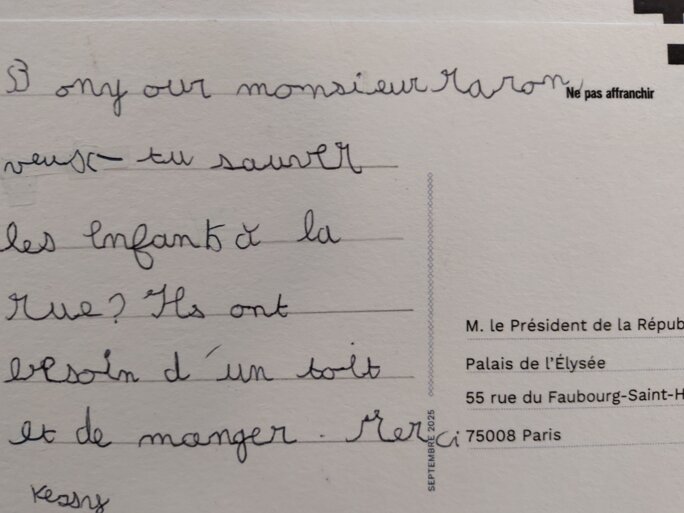 Bonyour monsieur Maron,
Ne pas affranchir
veux-tu sauver
les enfants à la
rue? Ils ont
besoin d'un toit
et de manger. Merci
Kessy
M. le Président de la Répub
Palais de l'Élysée
55 rue du Faubourg-Saint-H
75008 Paris
SEPTEMBRE 2025